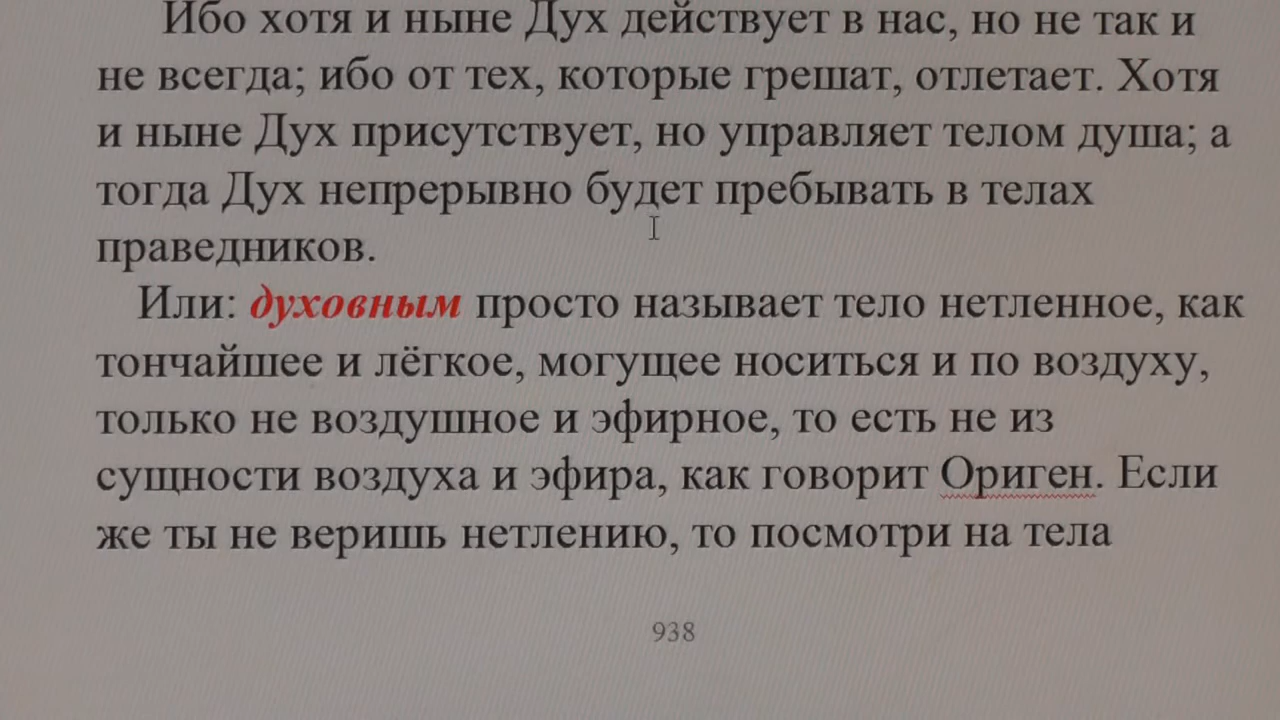 Ибо хотя и ныне Дух действует в нас, но не так и
не всегда; ибо от тех, которые грешат, отлетает. Хотя
и ныне Дух присутствует, но управляет телом душа; а
тогда Дух непрерывно будет пребывать в телах
праведников.
Или: духовным просто называет тело нетленное, как
тончайшее и лёгкое, могущее носиться и по воздуху,
только не воздушное и эфирное, то есть не из
сущности воздуха и эфира, как говорит Ориген. Если
же ты не веришь нетлению, то посмотри на тела
938